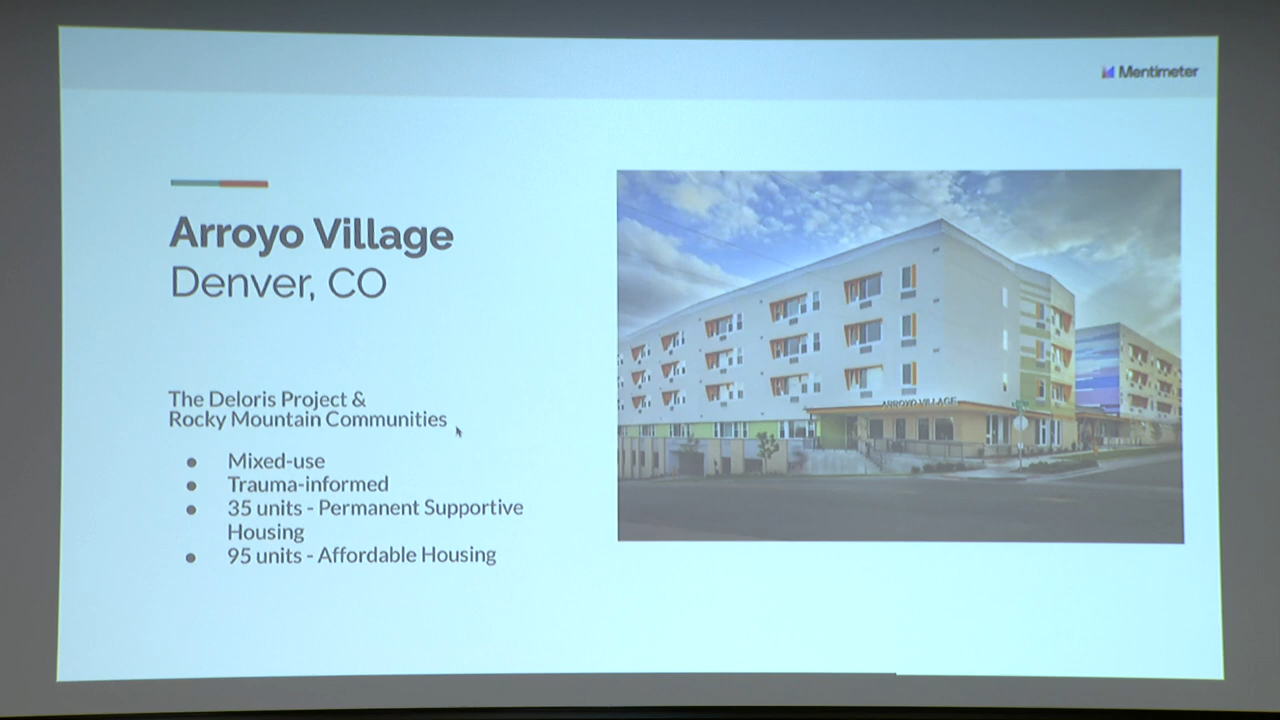 Mentimeter
Arroyo Village
Denver, CO
The Deloris Project &
Rocky Mountain Communities
● Mixed-use
● Trauma-informed
● 35 units - Permanent Supportive
Housing
● 95 units - Affordable Housing
ARROYO VILLAGE